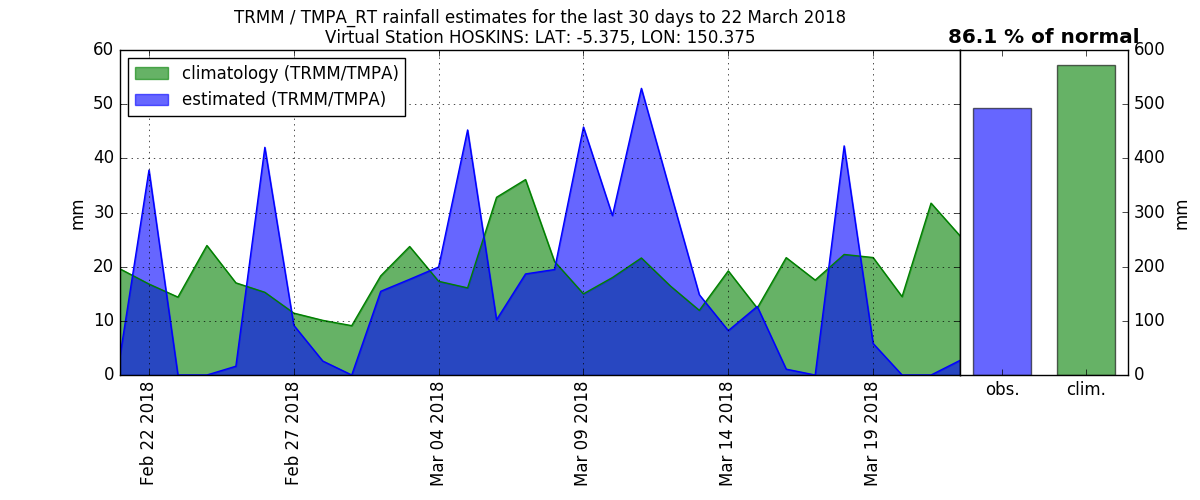 TRMM / TMPA_RT rainfall estimates for the last 30 days to 22 March 2018
Virtual Station HOSKINS: LAT: -5.375, LON: 150.375
86.1 % of normal
climatology (TRMM/TMPA)
estimated (TRMM/TMPA)
60
50
40
30
20
10
0
mm
Feb 22 2018
Feb 27 2018
Mar 04 2018
Mar 09 2018
Mar 14 2018
Mar 19 2018
600
500
400
300
200
100
0
mm
obs.
clim.